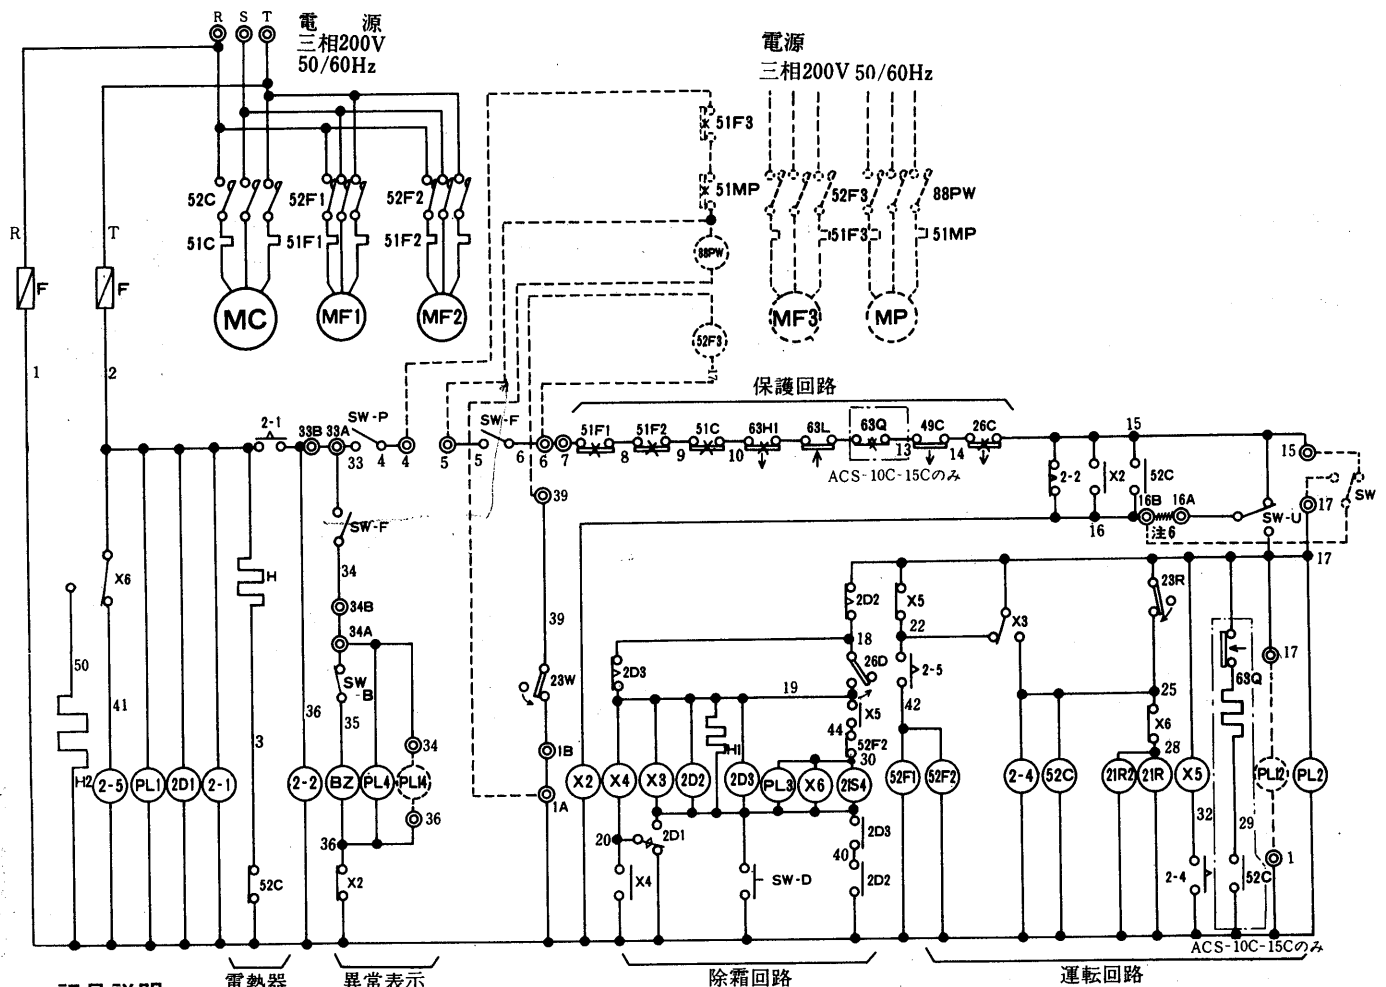 R S T
電 源
三相200V
50/60Hz
電源
三相200V 50/60Hz
51F3
51MP
52C
52F1
52F2
52F3
88PW
51C
51F1
51F2
51F3
51MP
88PW
R
T
F
F
MC
MF1
MF2
MF3
MP
52F3
17
1
2
保護回路
2-1
33B
33A
SW-P
33
4
4
5
5
SW-F
6
6
7
51F1
8
51F2
9
51C
10
63H1
63L
63Q
13
49C
14
26C
15
15
ACS-10C-15Cのみ
2-2
X2
52C
16
16B
16A
注6
SW-U
17
SW
17
39
SW-F
34
34B
34A
SW-B
35
X6
H
50
41
3
36
39
23W
1B
1A
2D2
X5
22
18
26D
2D3
19
X5
44
52F2
30
2-5
42
X3
23R
25
X6
28
63Q
17
34
36
H2
2-5
PL1
2D1
2-1
2-2
BZ
PL4
PL14
X2
X4
X3
2D2
H1
2D3
PL3
X6
21S4
52F1
52F2
2-4
52C
21R2
21R
X5
PL12
PL2
36
X2
52C
20
2D1
X4
SW-D
2D3
40
2D2
32
29
2-4
52C
1
ACS-10C-15Cのみ
電熱器
異常表示
除霜回路
運転回路